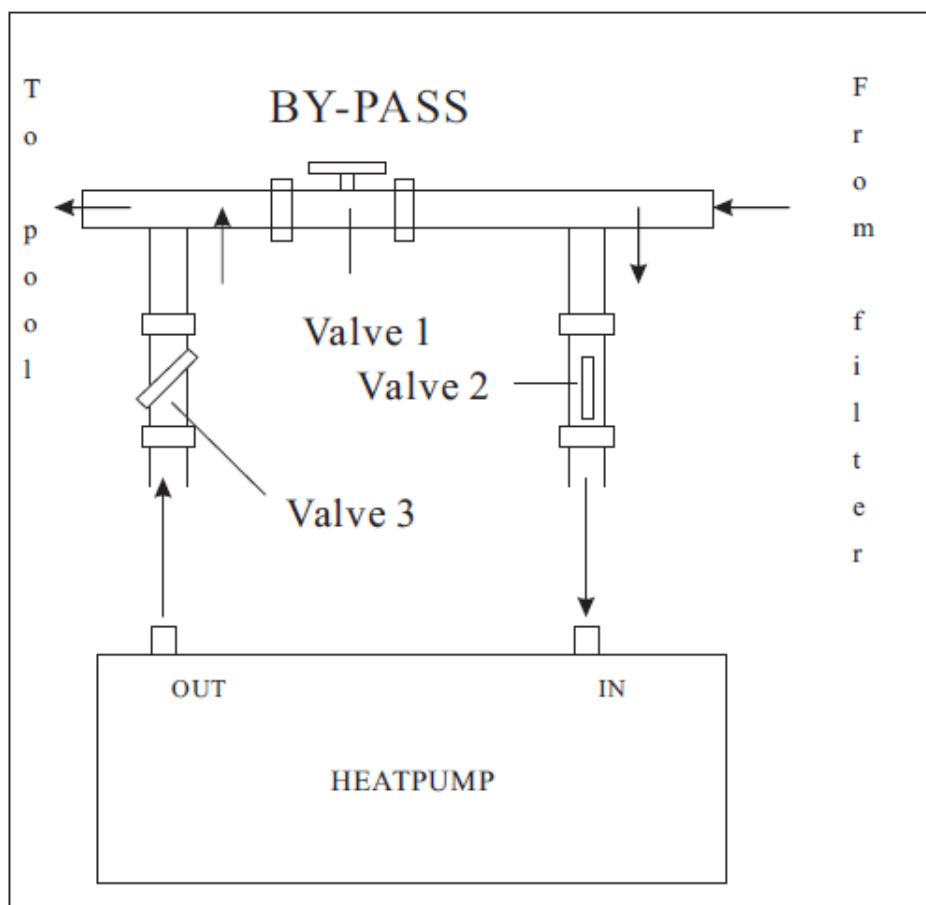 To pool
BY-PASS
From filter
Valve 1
Valve 2
Valve 3
OUT
IN
HEATPUMP